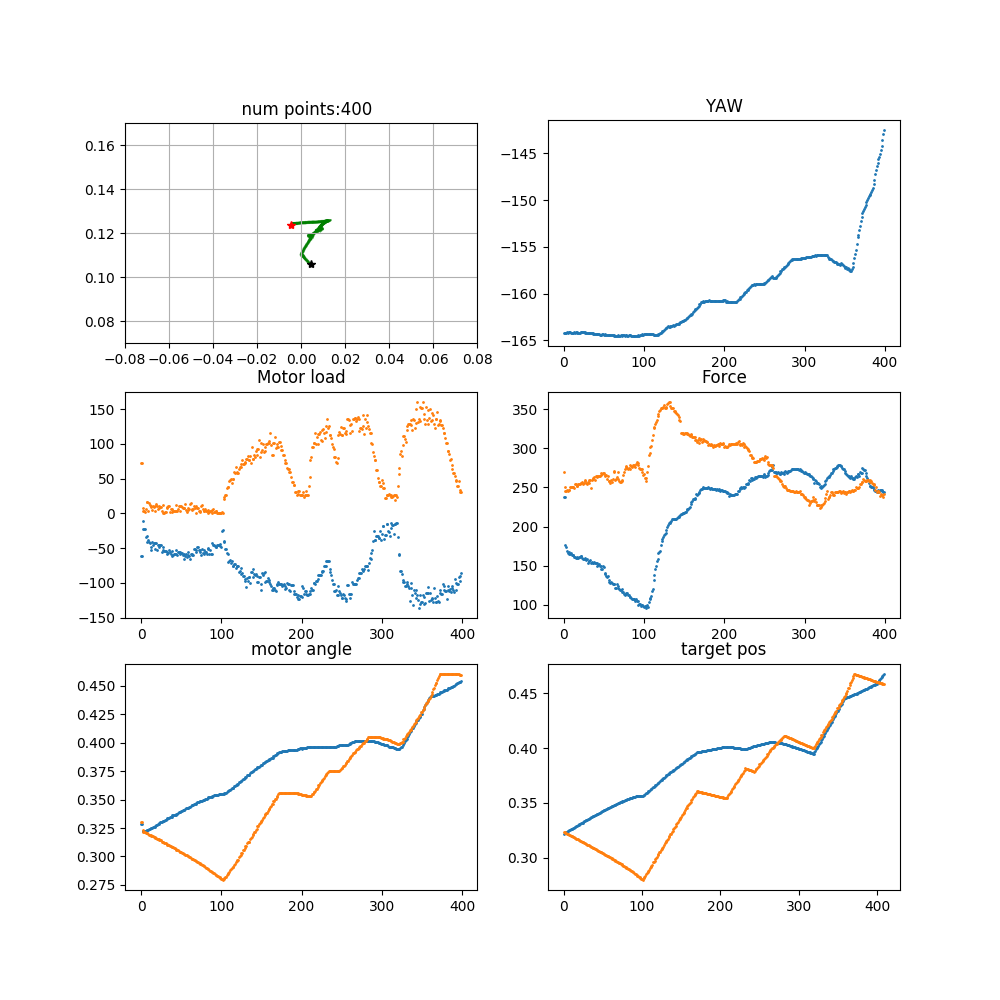 num points:400
YAW
0.16
0.14
0.12
0.10
0.08
−0.08 −0.06 −0.04 −0.02 0.00 0.02 0.04 0.06 0.08
−145
−150
−155
−160
−165
0 100 200 300 400
Motor load
Force
150
100
50
0
−50
−100
−150
0 100 200 300 400
350
300
250
200
150
100
0 100 200 300 400
motor angle
target pos
0.450
0.425
0.400
0.375
0.350
0.325
0.300
0.275
0 100 200 300 400
0.45
0.40
0.35
0.30
0 100 200 300 400